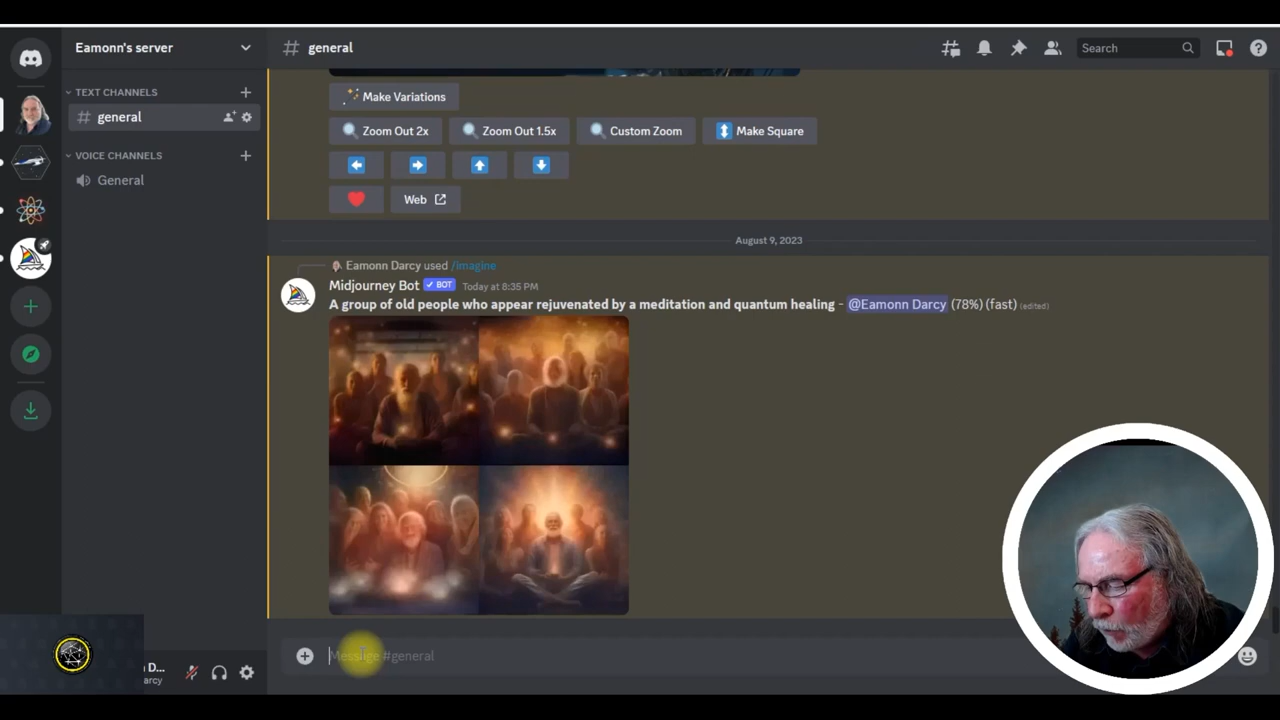 Eamonn's server
general
Search
TEXT CHANNELS
general
VOICE CHANNELS
General
Make Variations
Zoom Out 2x
Zoom Out 1.5x
Custom Zoom
Make Square
Web
August 9, 2023
Eamonn Darcy used /imagine
Midjourney Bot BOT Today at 8:35 PM
A group of old people who appear rejuvenated by a meditation and quantum healing - @Eamonn Darcy (78%) (fast) (edited)
Message #general
D...
arcy